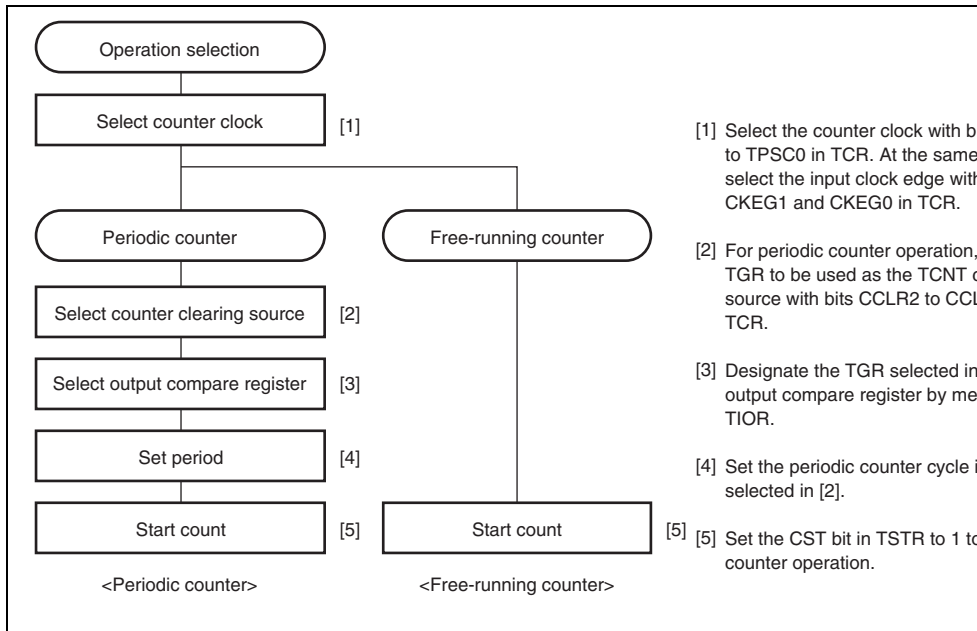 Operation selection
Select counter clock
[1]
Periodic counter
Free-running counter
Select counter clearing source
[2]
Select output compare register
[3]
Set period
[4]
Start count
[5]
Start count
[5]
<Periodic counter>
<Free-running counter>
[1] Select the counter clock with
to TPSC0 in TCR. At the same
select the input clock edge
CKEG1 and CKEG0 in TCR.
[2] For periodic counter operation,
TGR to be used as the TCNT
source with bits CCLR2 to
TCR.
[3] Designate the TGR selected in
output compare register by
TIOR.
[4] Set the periodic counter cycle
selected in [2].
[5] Set the CST bit in TSTR to 1
counter operation.